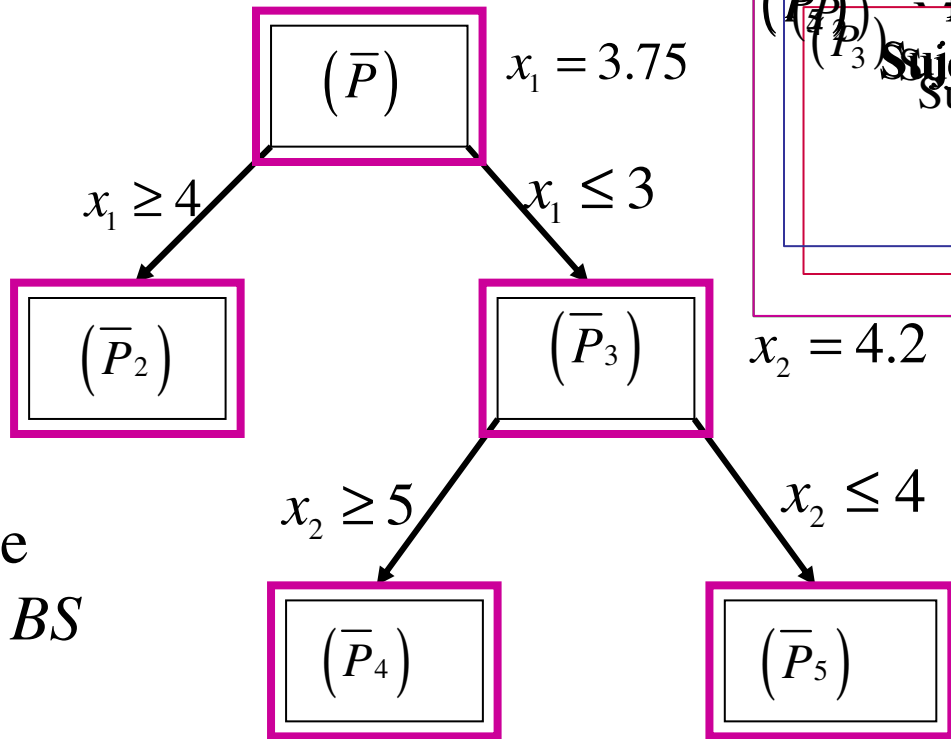 (P̅)
x₁ = 3.75
(P₃)
x₁ ≥ 4
x₁ ≤ 3
(P̅₂)
(P̅₃)
x₂ = 4.2
x₂ ≥ 5
x₂ ≤ 4
e
BS
(P̅₄)
(P̅₅)